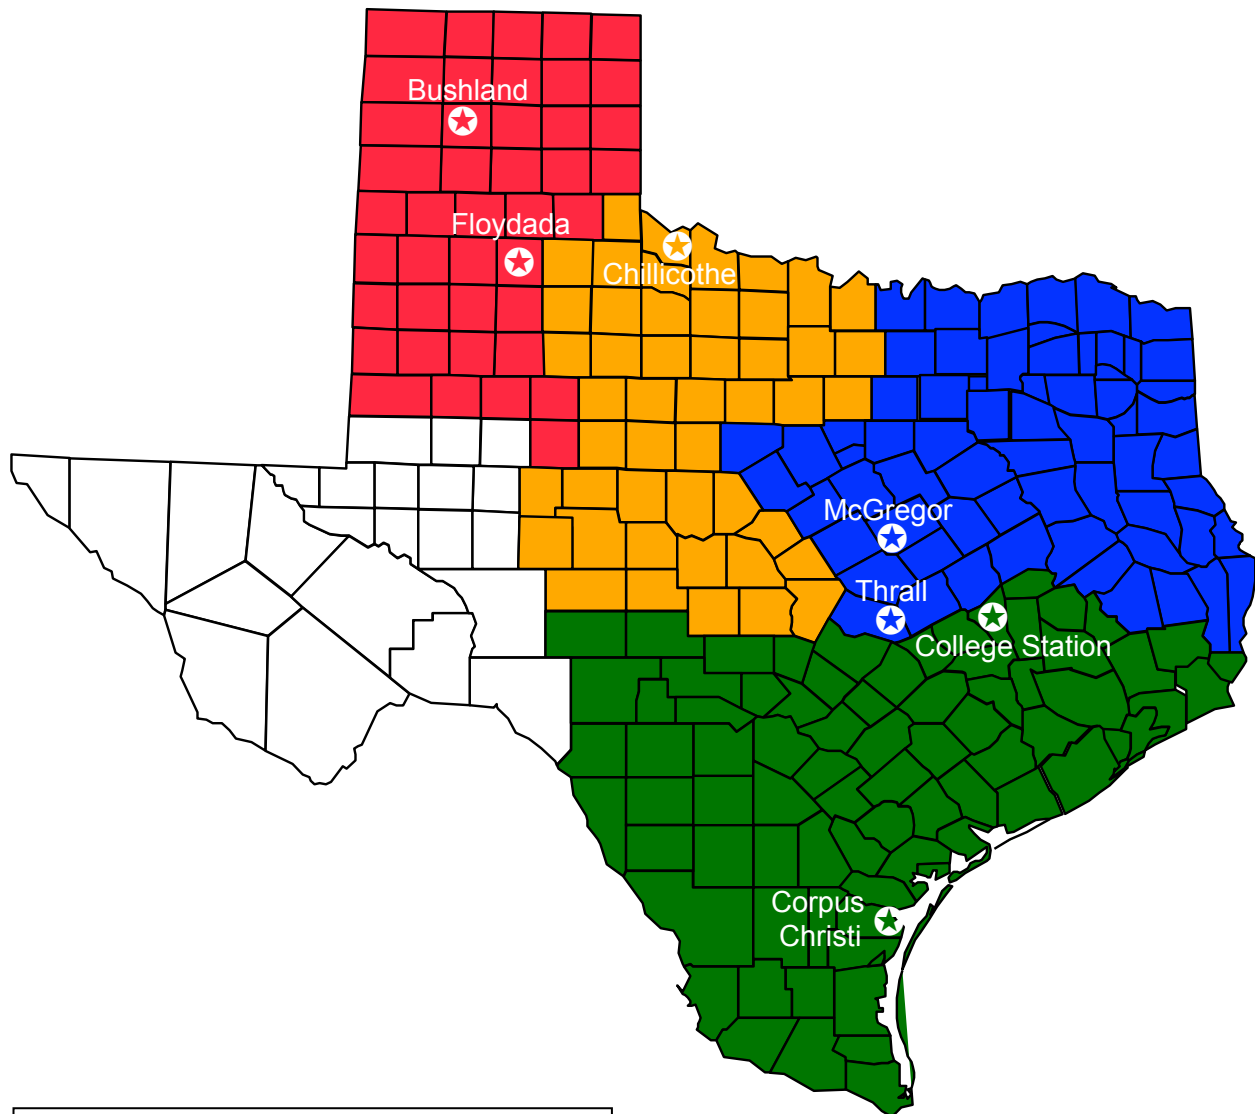 Bushland
Floydada
Chillicothe
McGregor
Thrall
College Station
Corpus
Christi